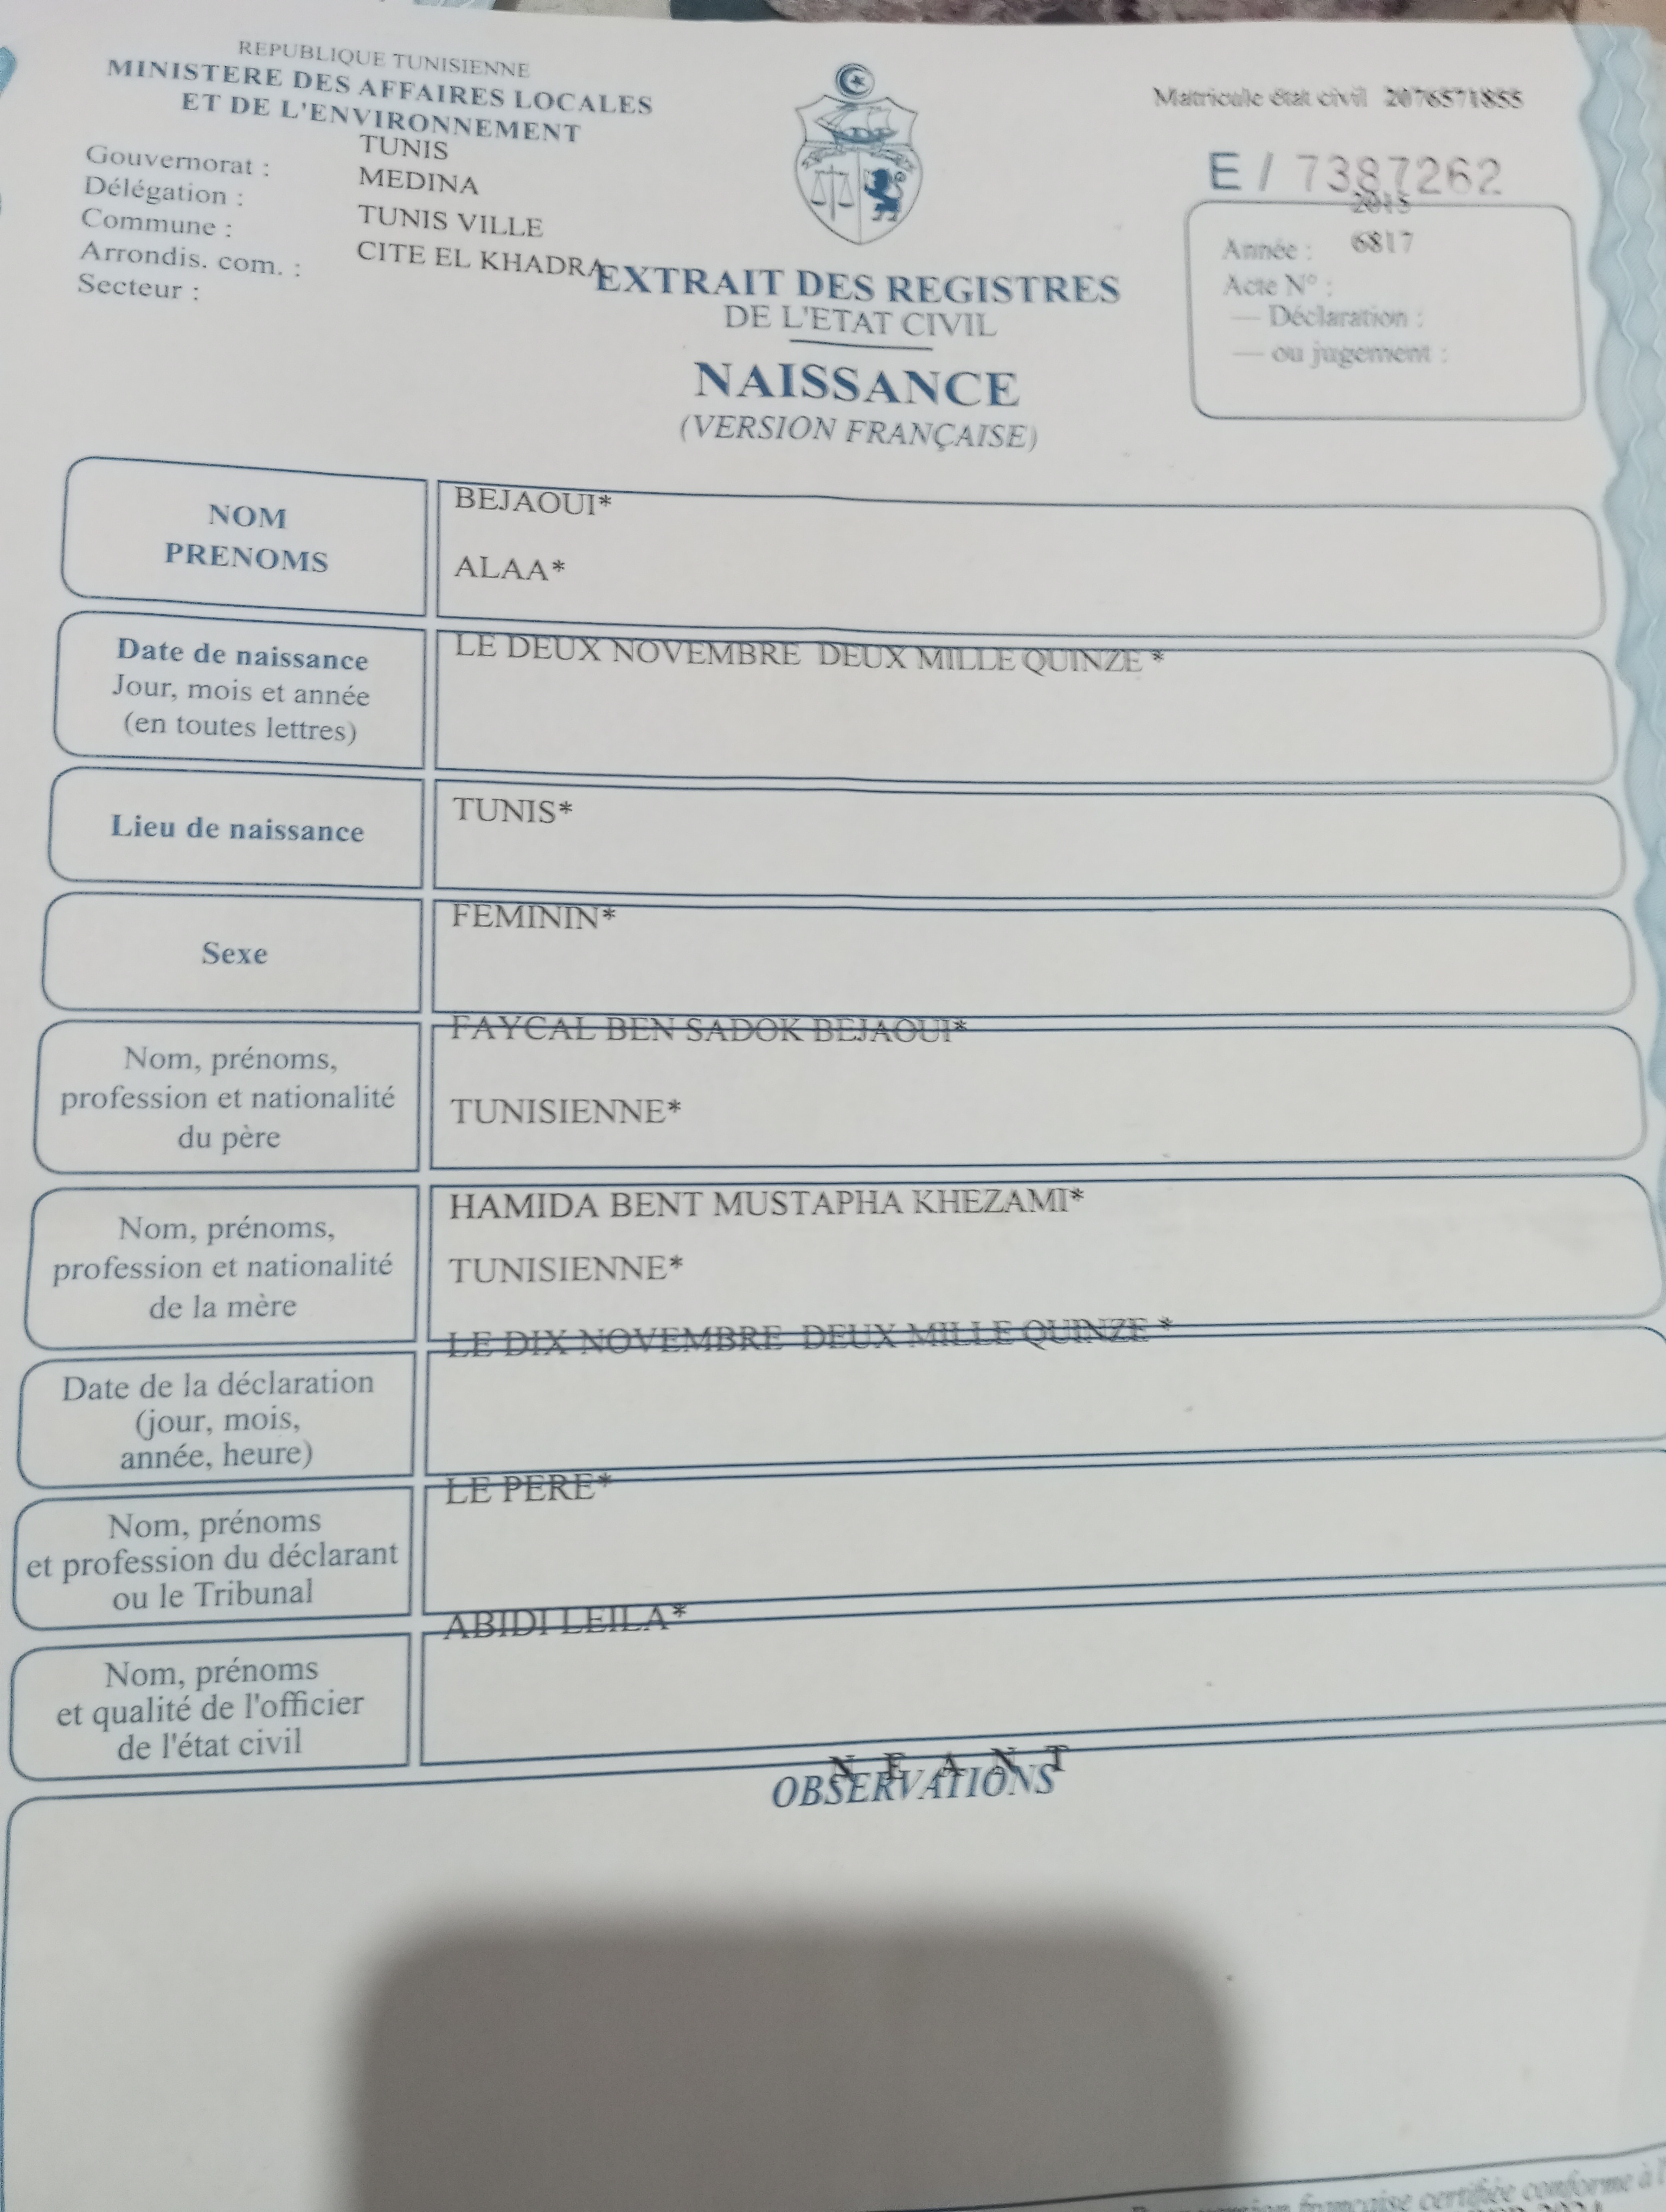 REPUBLIQUE TUNISIENNE
MINISTERE DES AFFAIRES LOCALES
ET DE L'ENVIRONNEMENT
Gouvernorat : TUNIS
Délégation : MEDINA
Commune : TUNIS VILLE
Arrondis. com. : CITE EL KHADRA
Secteur :
Matricule état civil 2076571855
E / 7387262
2015
Année : 6817
Acte N° :
— Déclaration :
— ou jugement :
EXTRAIT DES REGISTRES
DE L'ETAT CIVIL
NAISSANCE
(VERSION FRANÇAISE)
NOM
PRENOMS
BEJAOUI*
ALAA*
Date de naissance
Jour, mois et année
(en toutes lettres)
LE DEUX NOVEMBRE DEUX MILLE QUINZE *
Lieu de naissance
TUNIS*
Sexe
FEMININ*
Nom, prénoms,
profession et nationalité
du père
FAYCAL BEN SADOK BEJAOUI*
TUNISIENNE*
Nom, prénoms,
profession et nationalité
de la mère
HAMIDA BENT MUSTAPHA KHEZAMI*
TUNISIENNE*
Date de la déclaration
(jour, mois,
année, heure)
LE DIX NOVEMBRE DEUX MILLE QUINZE *
Nom, prénoms
et profession du déclarant
ou le Tribunal
LE PERE*
Nom, prénoms
et qualité de l'officier
de l'état civil
ABIDI LEILA*
N E A N T
OBSERVATIONS
version française certifiée conforme à